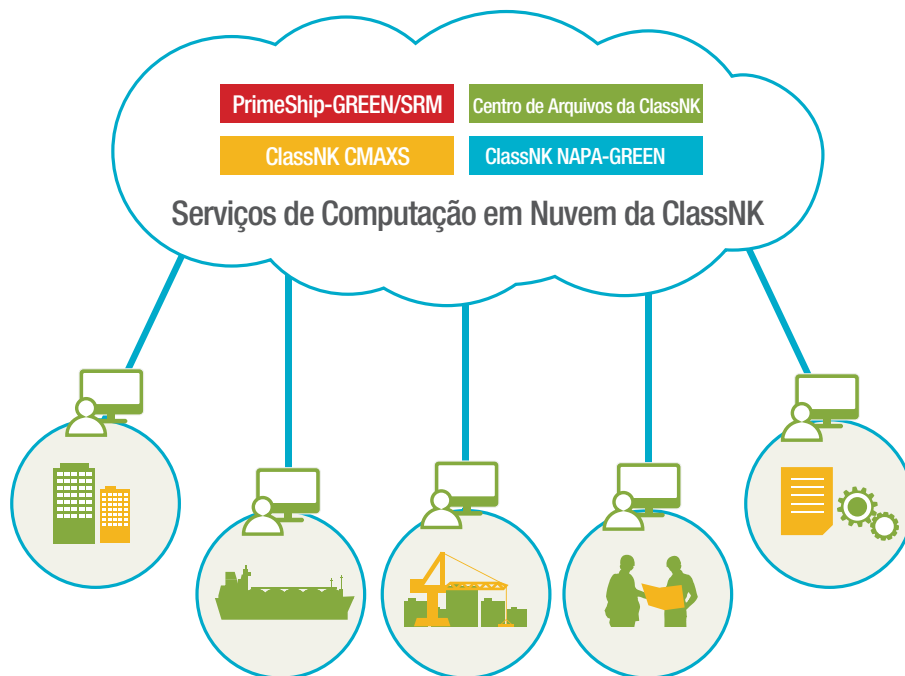 PrimeShip-GREEN/SRM
Centro de Arquivos da ClassNK
ClassNK CMAXS
ClassNK NAPA-GREEN
Serviços de Computação em Nuvem da ClassNK